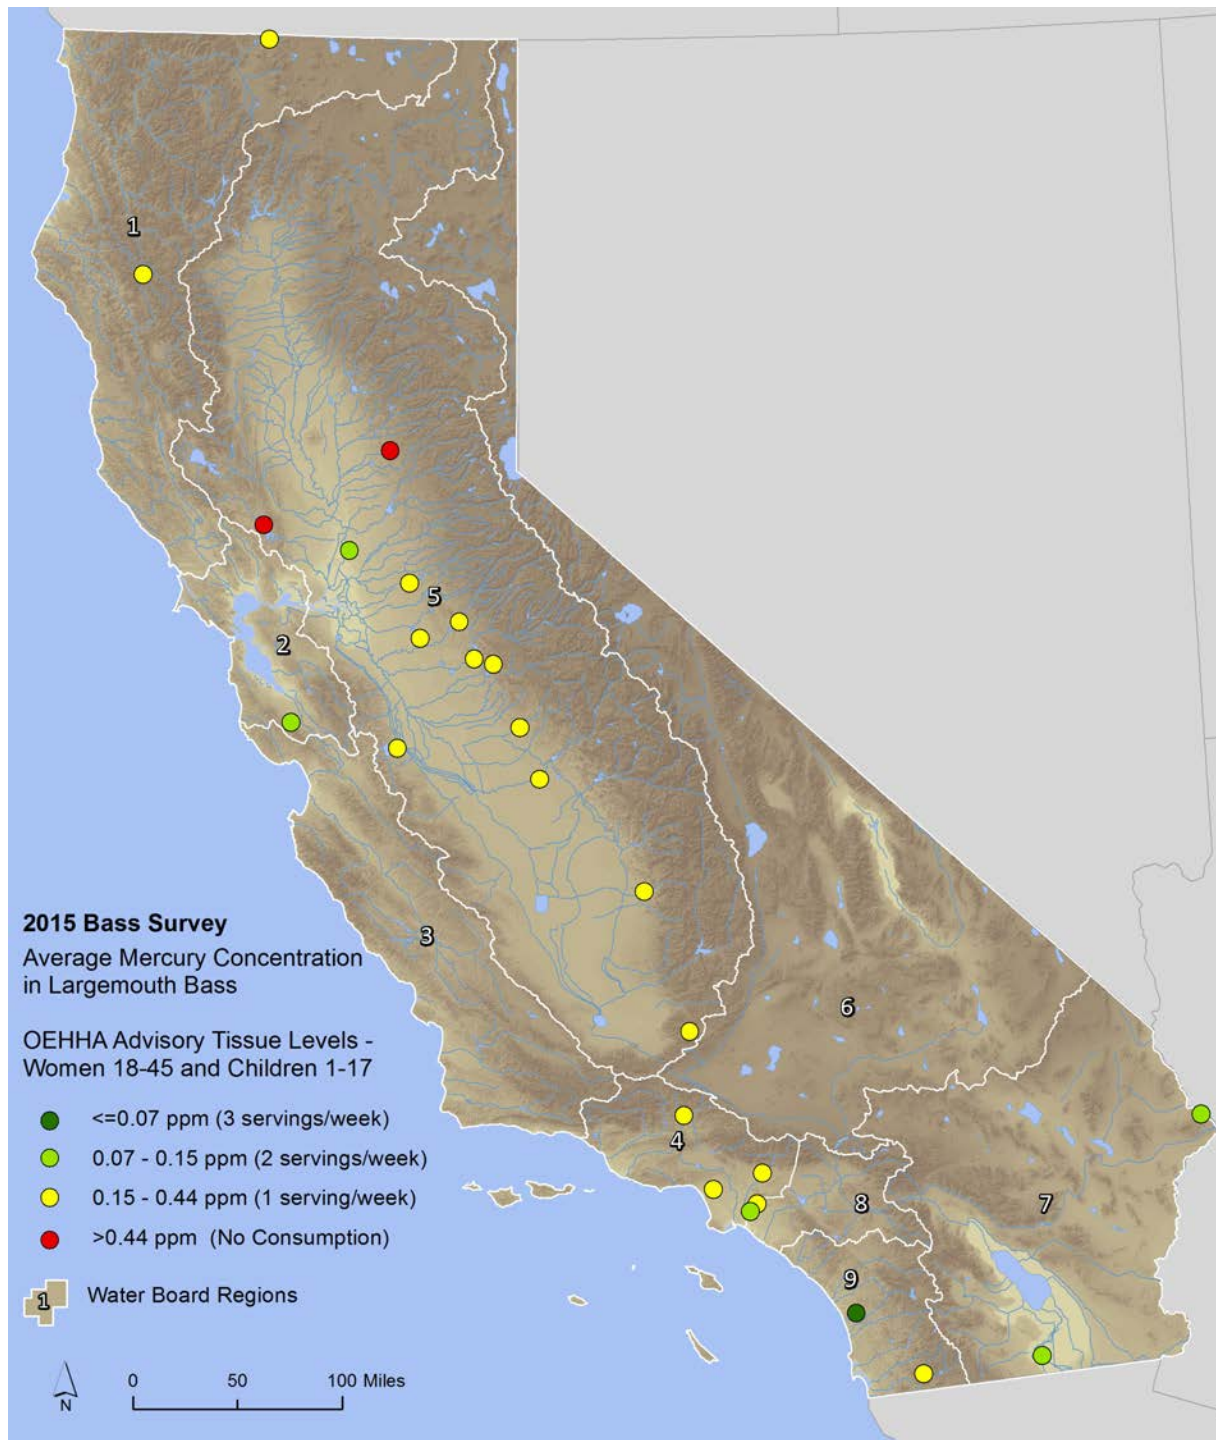 1
5
2
3
6
4
7
8
9
2015 Bass Survey
Average Mercury Concentration
in Largemouth Bass
OEHHA Advisory Tissue Levels -
Women 18-45 and Children 1-17
<=0.07 ppm (3 servings/week)
0.07 - 0.15 ppm (2 servings/week)
0.15 - 0.44 ppm (1 serving/week)
>0.44 ppm (No Consumption)
1 Water Board Regions
N
0 50 100 Miles